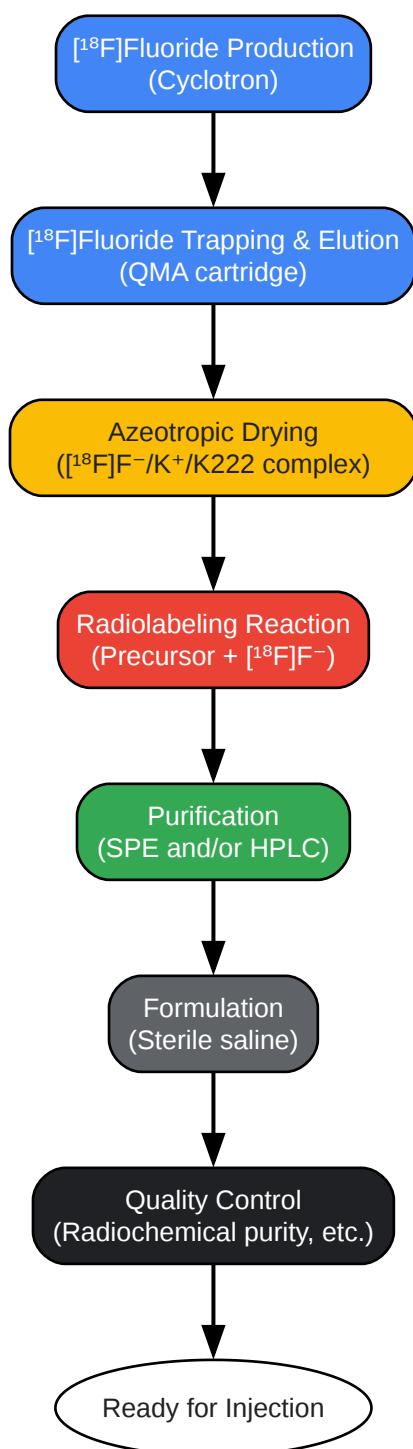 [¹⁸F]Fluoride Production
(Cyclotron)
[¹⁸F]Fluoride Trapping & Elution
(QMA cartridge)
Azeotropic Drying
([¹⁸F]F⁻/K⁺/K222 complex)
Radiolabeling Reaction
(Precursor + [¹⁸F]F⁻)
Purification
(SPE and/or HPLC)
Formulation
(Sterile saline)
Quality Control
(Radiochemical purity, etc.)
Ready for Injection